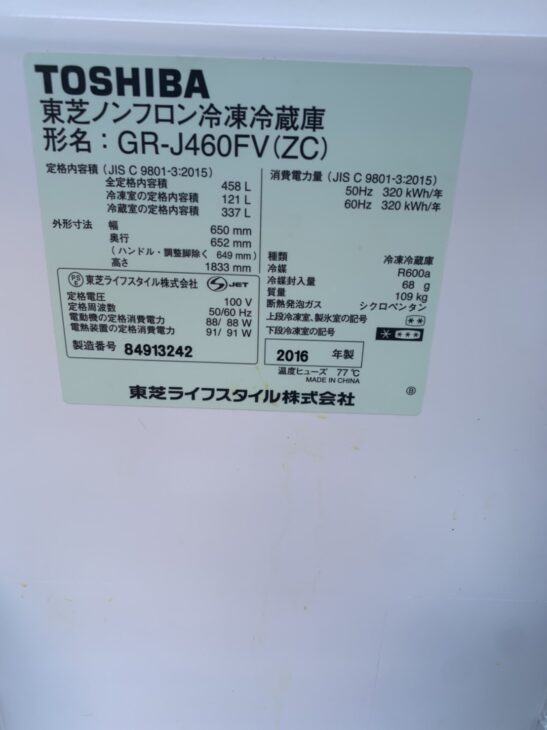 TOSHIBA
東芝ノンフロン冷凍冷蔵庫
形名：GR-J460FV(ZC)
定格内容積（JIS C 9801-3:2015）
全定格内容積 458 L
冷凍室の定格内容積 121 L
冷蔵室の定格内容積 337 L
外形寸法 幅 650 mm
奥行 652 mm
（ハンドル・調整脚除く 649 mm）
高さ 1833 mm
PS E 東芝ライフスタイル株式会社 S JET
定格電圧 100 V
定格周波数 50/60 Hz
電動機の定格消費電力 88/ 88 W
電熱装置の定格消費電力 91/ 91 W
製造番号 84913242
消費電力量（JIS C 9801-3:2015）
50Hz 320 kWh/年
60Hz 320 kWh/年
種類 冷凍冷蔵庫
冷媒 R600a
冷媒封入量 68 g
質量 109 kg
断熱発泡ガス シクロペンタン
上段冷凍室、製氷室の記号 **
下段冷凍室の記号 * ***
2016 年製
温度ヒューズ 77℃
MADE IN CHINA
東芝ライフスタイル株式会社 Ⓑ